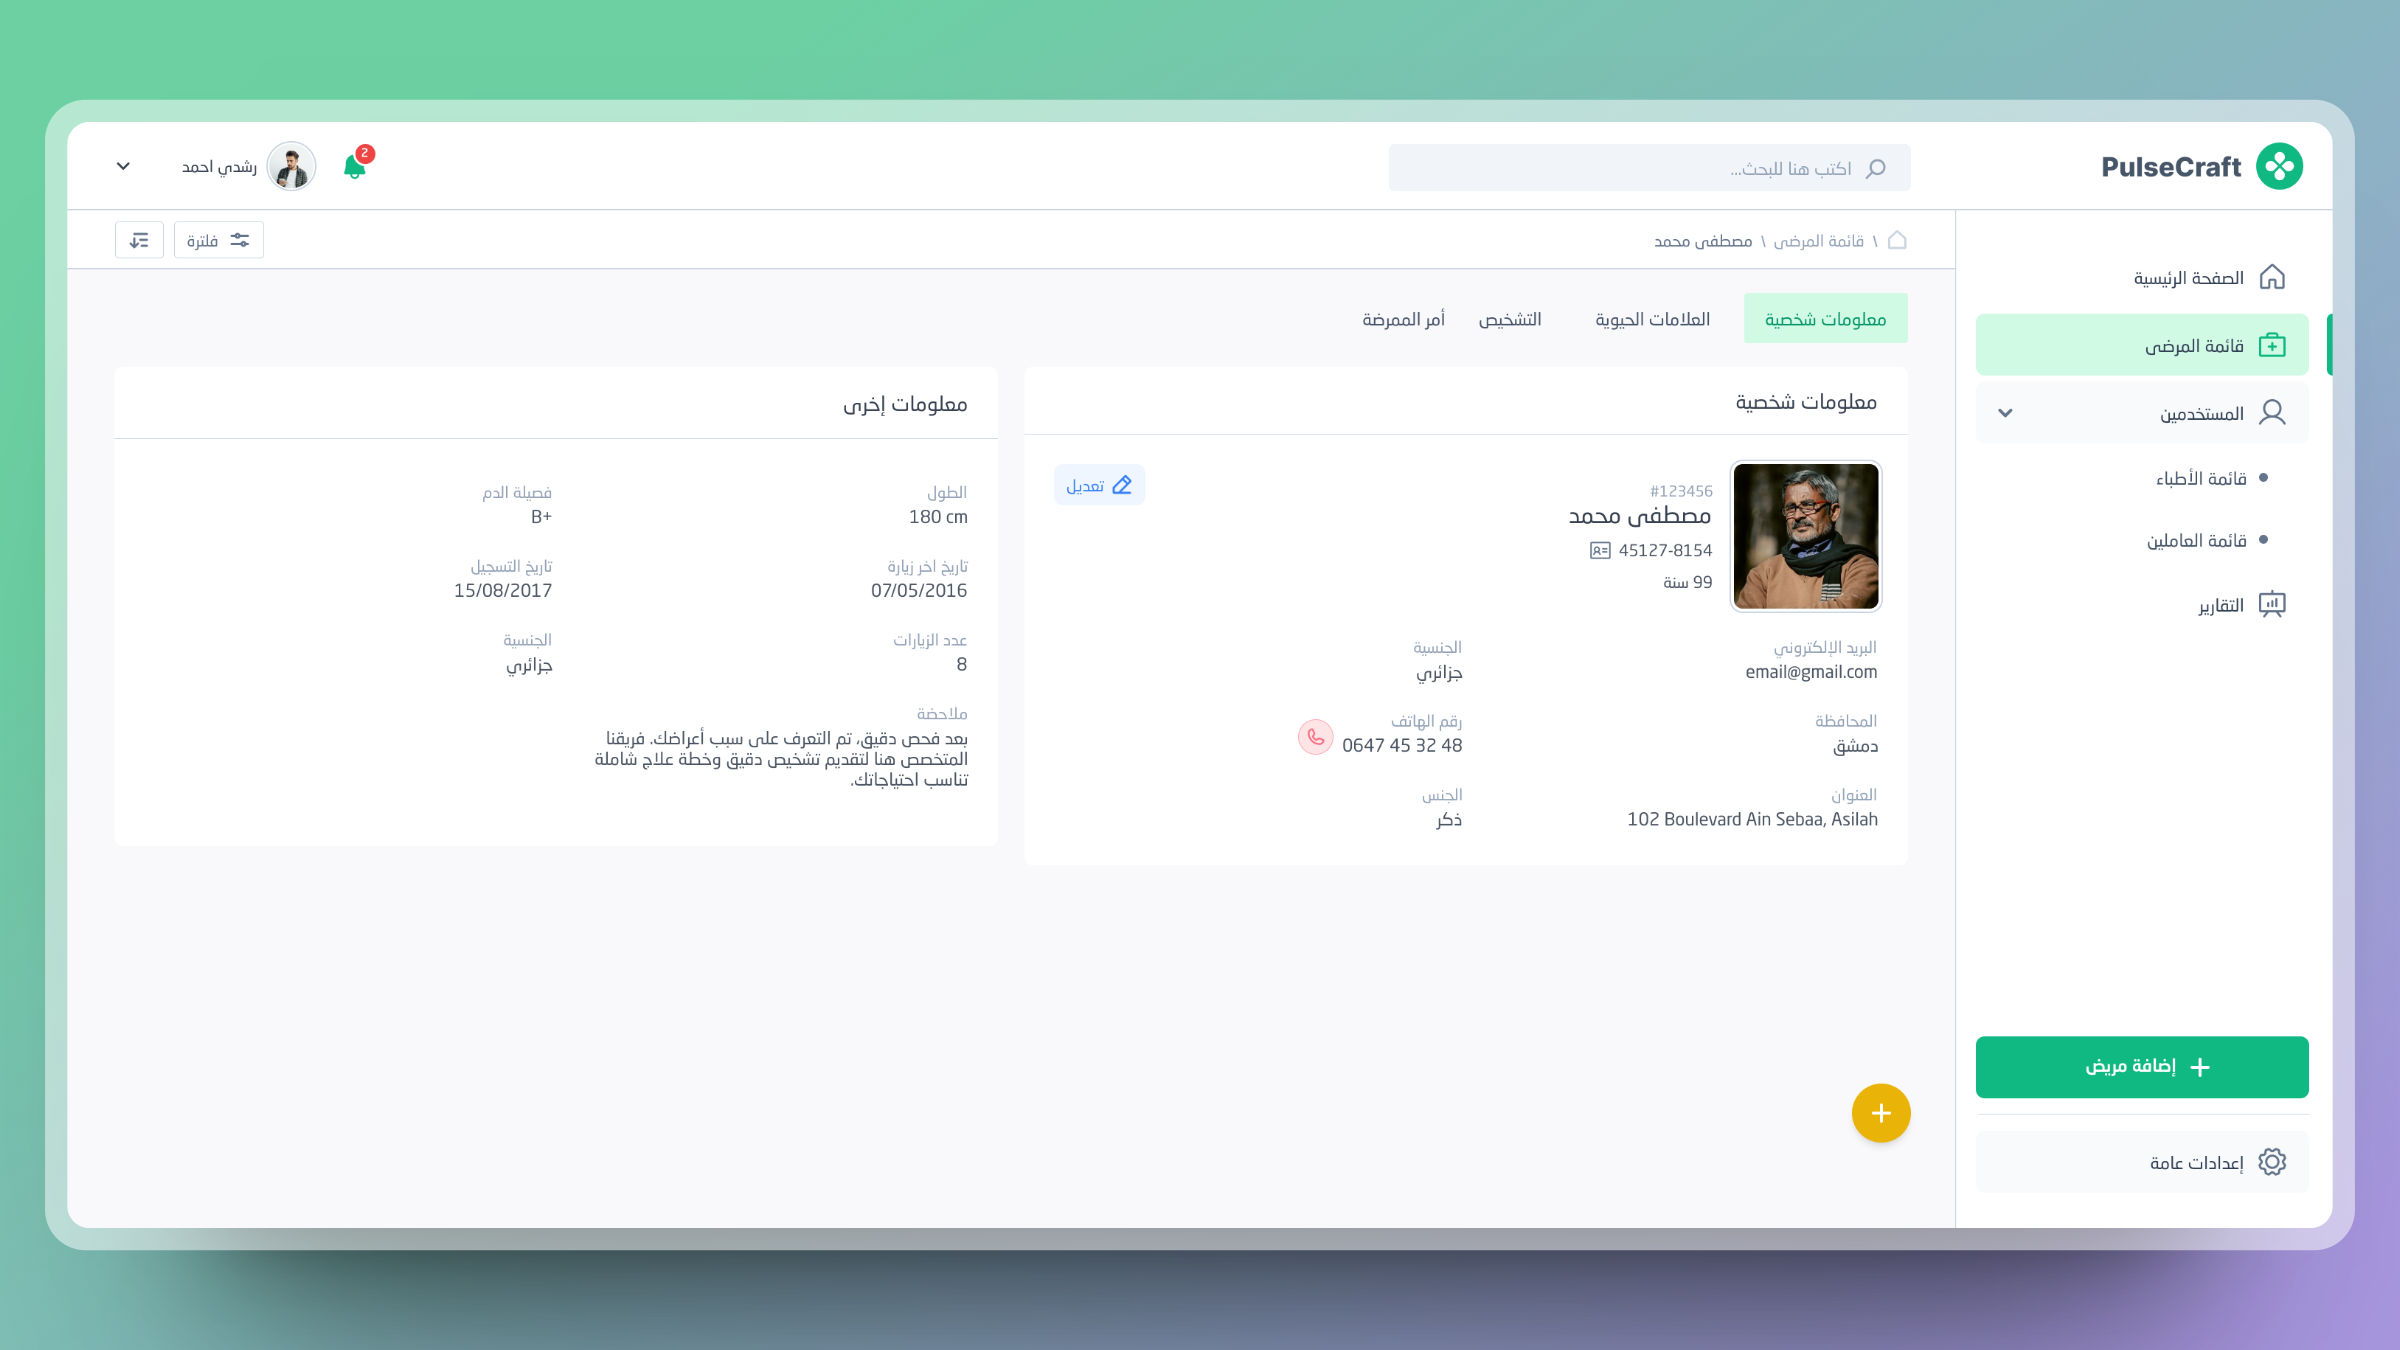 PulseCraft
اكتب هنا للبحث...
2
رشدي احمد
الصفحة الرئيسية
قائمة المرضى
المستخدمين
قائمة الأطباء
قائمة العاملين
التقارير
إضافة مريض
إعدادات عامة
\ قائمة المرضى \ مصطفى محمد
فلترة
معلومات شخصية
العلامات الحيوية
التشخيص
أمر الممرضة
معلومات شخصية
#123456
مصطفى محمد
45127-8154
99 سنة
تعديل
البريد الإلكتروني
email@gmail.com
الجنسية
جزائري
المحافظة
دمشق
رقم الهاتف
0647 45 32 48
العنوان
102 Boulevard Ain Sebaa, Asilah
الجنس
ذكر
معلومات إخرى
الطول
180 cm
فصيلة الدم
B+
تاريخ اخر زيارة
07/05/2016
تاريخ التسجيل
15/08/2017
عدد الزيارات
8
الجنسية
جزائري
ملاحضة
بعد فحص دقيق، تم التعرف على سبب أعراضك. فريقنا
المتخصص هنا لتقديم تشخيص دقيق وخطة علاج شاملة
تناسب احتياجاتك.